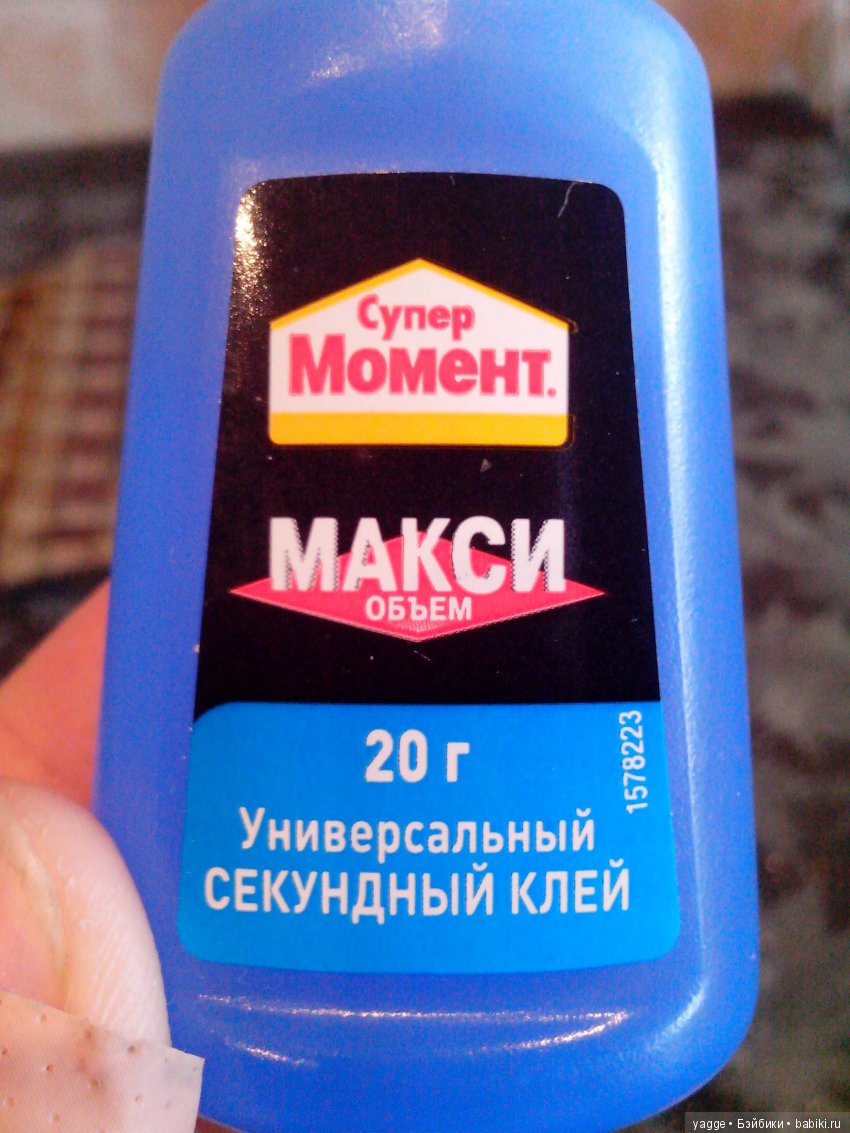 Супер
Момент.
МАКСИ
ОБЪЕМ
20 г
1578223
Универсальный
СЕКУНДНЫЙ КЛЕЙ
yagge • Бэйбики • babiki.ru